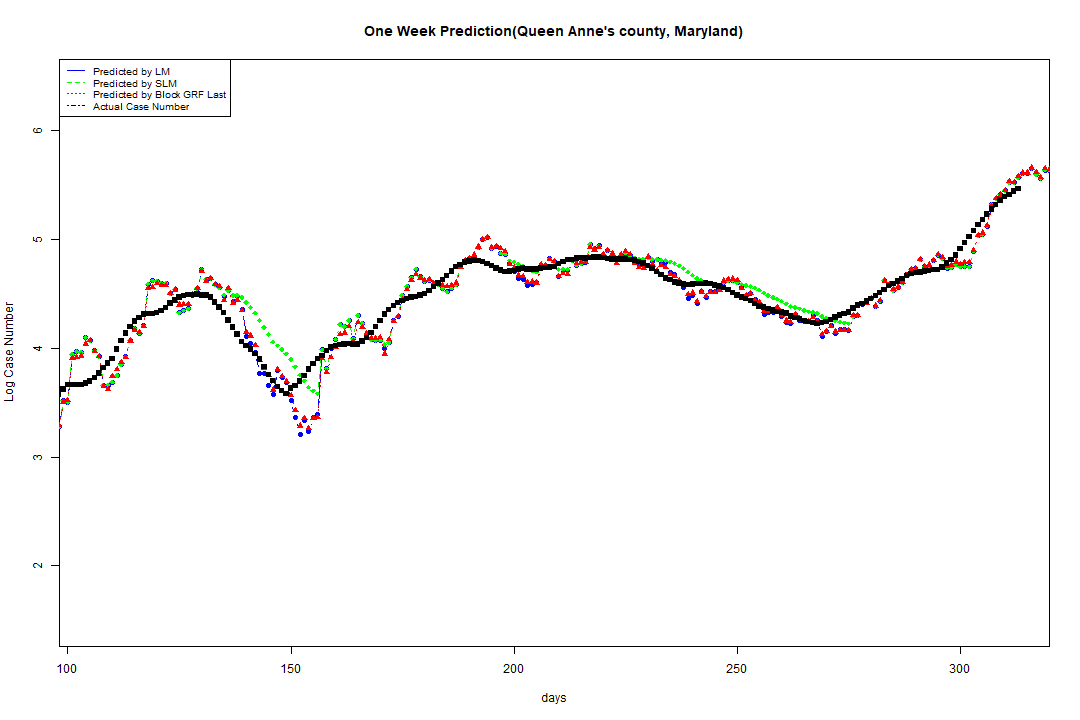 One Week Prediction(Queen Anne's county, Maryland)
Predicted by LM
Predicted by SLM
Predicted by Block GRF Last
Actual Case Number
6
5
4
3
2
Log Case Number
100 150 200 250 300
days